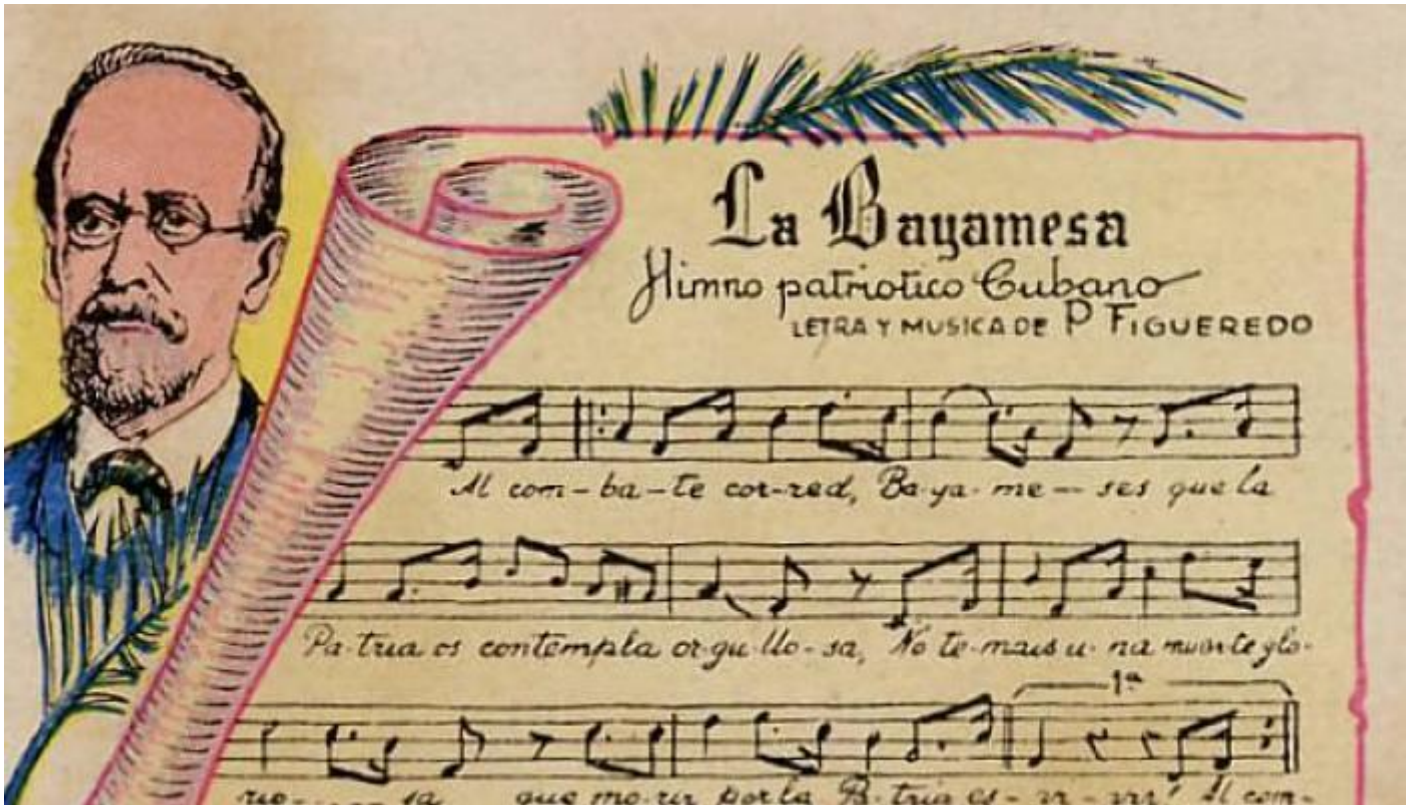 La Bayamesa
Himno patriotico Cubano
LETRA Y MUSICA DE P FIGUEREDO
Al com-ba-te cor-red, Ba-ya-me-ses que la
Pa-tria os contempla or-gu-llo-sa, No te-mais u-na muerte glo-
1ª
rio- sa que mo-rir por la Pa-tria es- vi-vir! Al com-